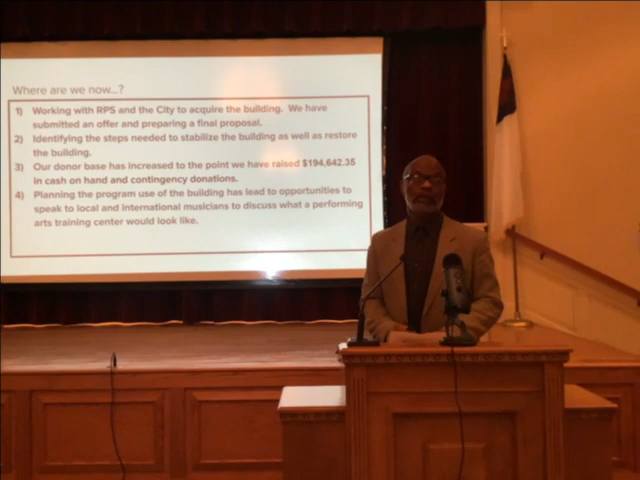 Where are we now...?
1) Working with RPS and the City to acquire the building. We have
submitted an offer and preparing a final proposal.
2) Identifying the steps needed to stabilize the building as well as restore
the building.
3) Our donor base has increased to the point we have raised $194,642.35
in cash on hand and contingency donations.
4) Planning the program use of the building has lead to opportunities to
speak to local and international musicians to discuss what a performing
arts training center would look like.